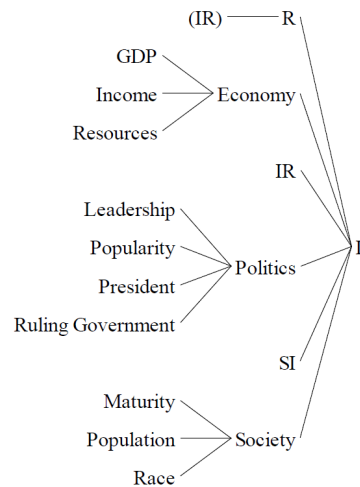 (IR) R
GDP
Income
Economy
Resources
IR
Leadership
Popularity
President
Politics
Ruling Government
SI
Maturity
Population
Society
Race